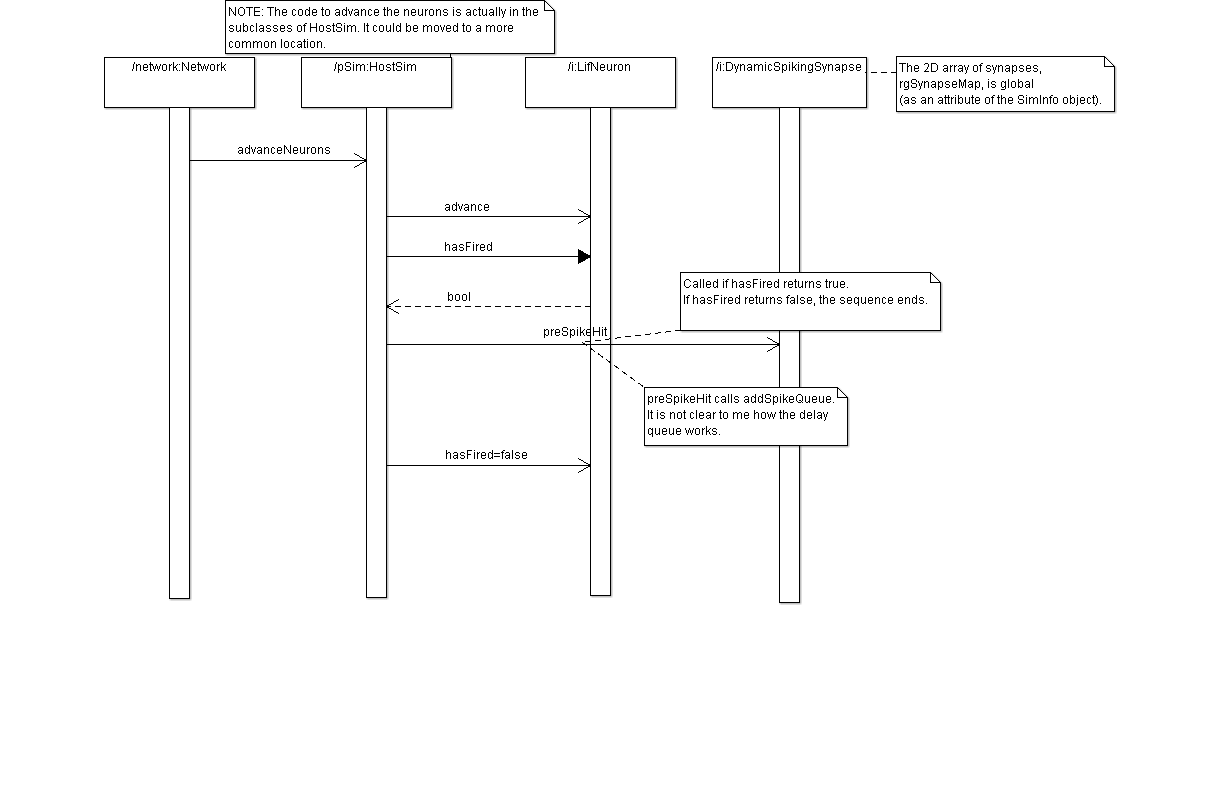 NOTE: The code to advance the neurons is actually in the
subclasses of HostSim. It could be moved to a more
common location.
/network:Network
/pSim:HostSim
/i:LifNeuron
/i:DynamicSpikingSynapse
The 2D array of synapses,
rgSynapseMap, is global
(as an attribute of the SimInfo object).
advanceNeurons
advance
hasFired
bool
Called if hasFired returns true.
If hasFired returns false, the sequence ends.
preSpikeHit
preSpikeHit calls addSpikeQueue.
It is not clear to me how the delay
queue works.
hasFired=false